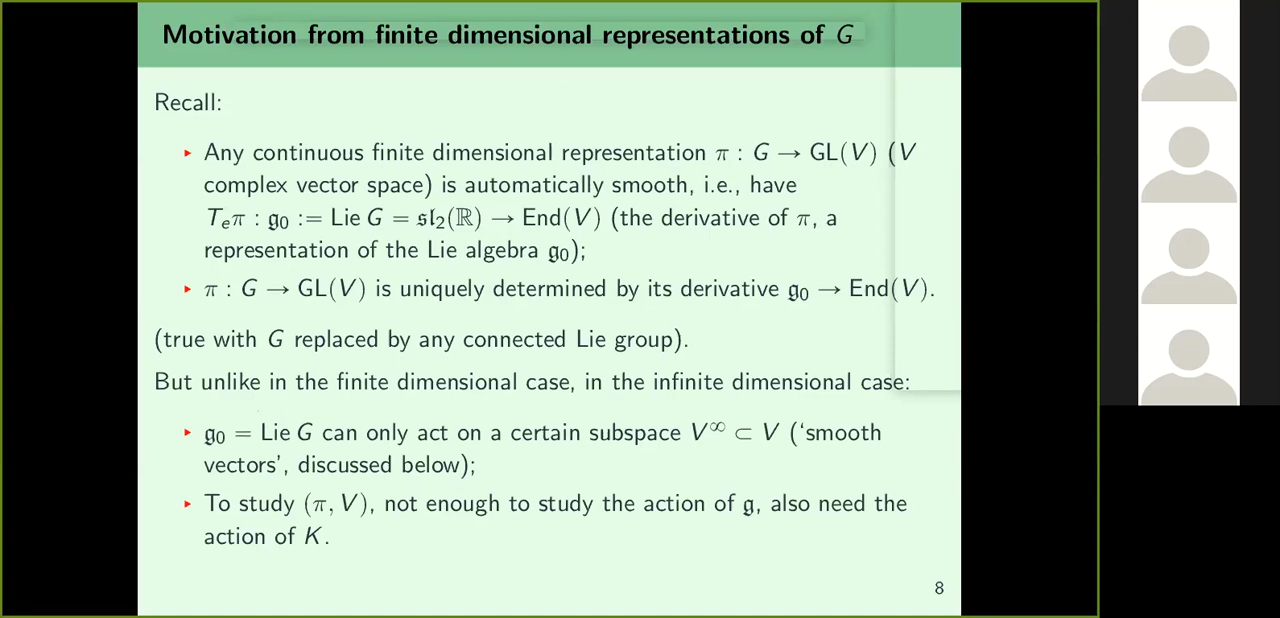 Motivation from finite dimensional representations of G
Recall:
▸ Any continuous finite dimensional representation π : G → GL(V) (V
complex vector space) is automatically smooth, i.e., have
Tₑπ : 𝔤₀ := Lie G = 𝔰𝔩₂(ℝ) → End(V) (the derivative of π, a
representation of the Lie algebra 𝔤₀);
▸ π : G → GL(V) is uniquely determined by its derivative 𝔤₀ → End(V).
(true with G replaced by any connected Lie group).
But unlike in the finite dimensional case, in the infinite dimensional case:
▸ 𝔤₀ = Lie G can only act on a certain subspace V^∞ ⊂ V (‘smooth
vectors’, discussed below);
▸ To study (π, V), not enough to study the action of 𝔤, also need the
action of K.
8